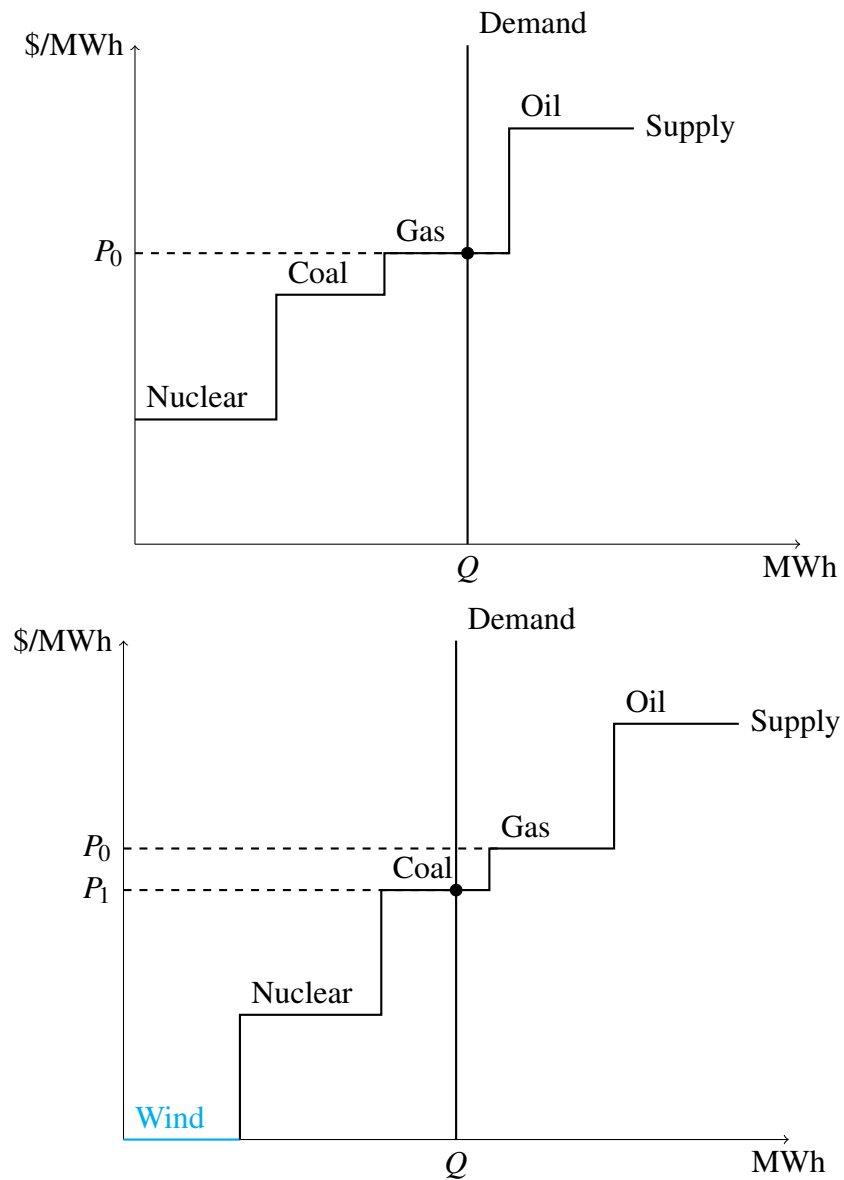 Demand
$/MWh
Oil
Supply
Gas
P0
Coal
Nuclear
Q
MWh
Demand
$/MWh
Oil
Supply
Gas
P0
Coal
P1
Nuclear
Wind
Q
MWh